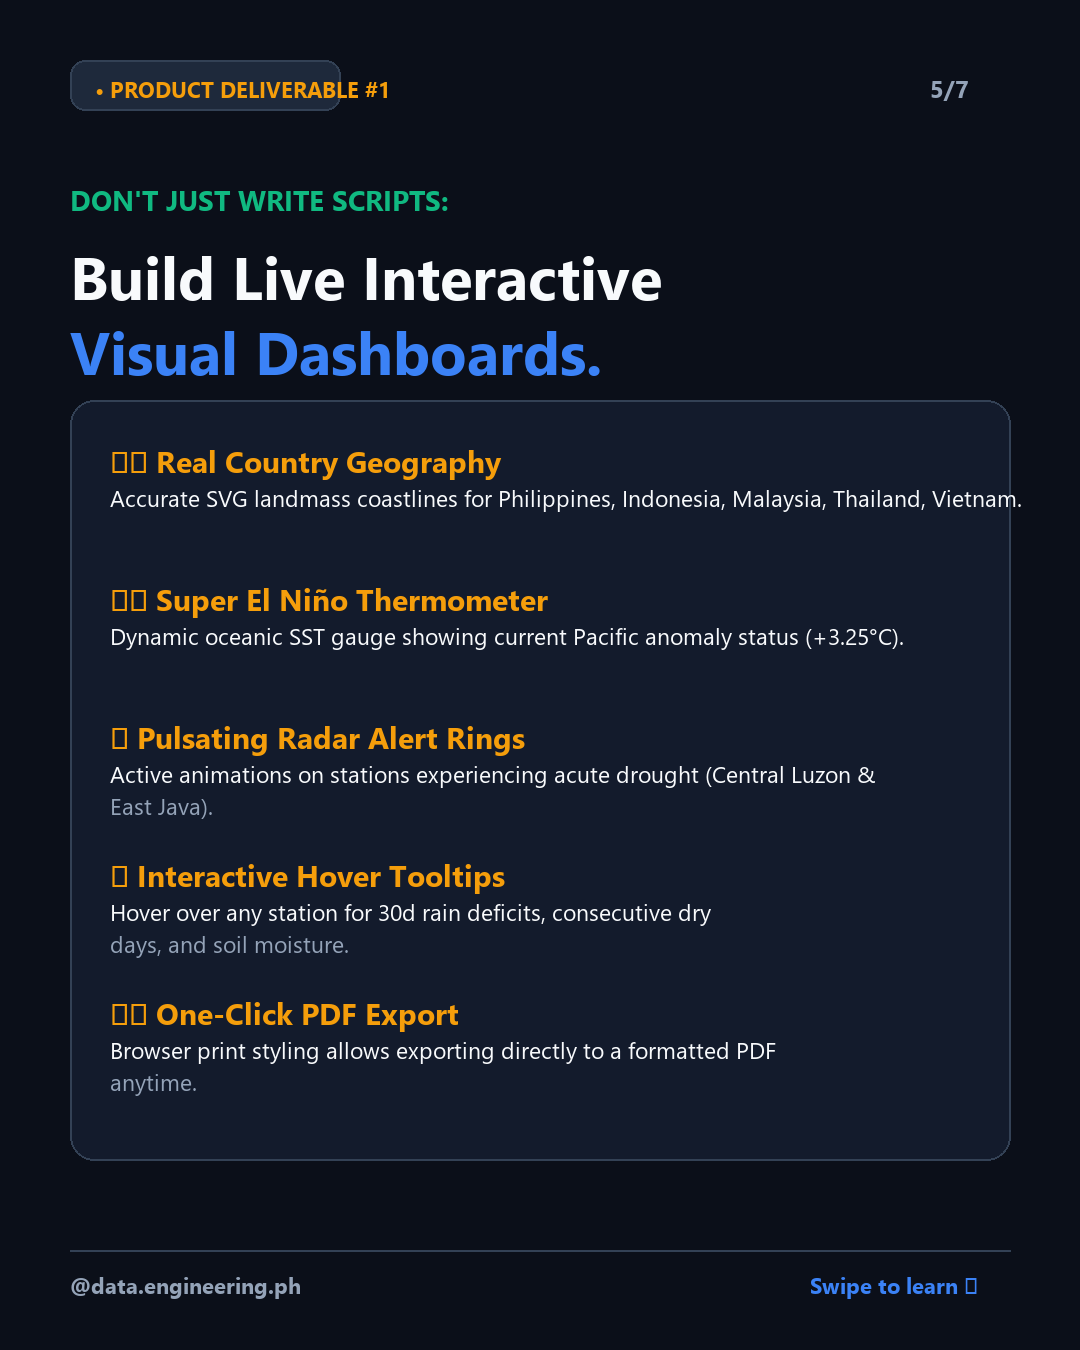 • PRODUCT DELIVERABLE #1
5/7
DON'T JUST WRITE SCRIPTS:
Build Live Interactive
Visual Dashboards.
▯▯ Real Country Geography
Accurate SVG landmass coastlines for Philippines, Indonesia, Malaysia, Thailand, Vietnam.
▯▯ Super El Niño Thermometer
Dynamic oceanic SST gauge showing current Pacific anomaly status (+3.25°C).
▯ Pulsating Radar Alert Rings
Active animations on stations experiencing acute drought (Central Luzon &
East Java).
▯ Interactive Hover Tooltips
Hover over any station for 30d rain deficits, consecutive dry
days, and soil moisture.
▯▯ One-Click PDF Export
Browser print styling allows exporting directly to a formatted PDF
anytime.
@data.engineering.ph
Swipe to learn ▯